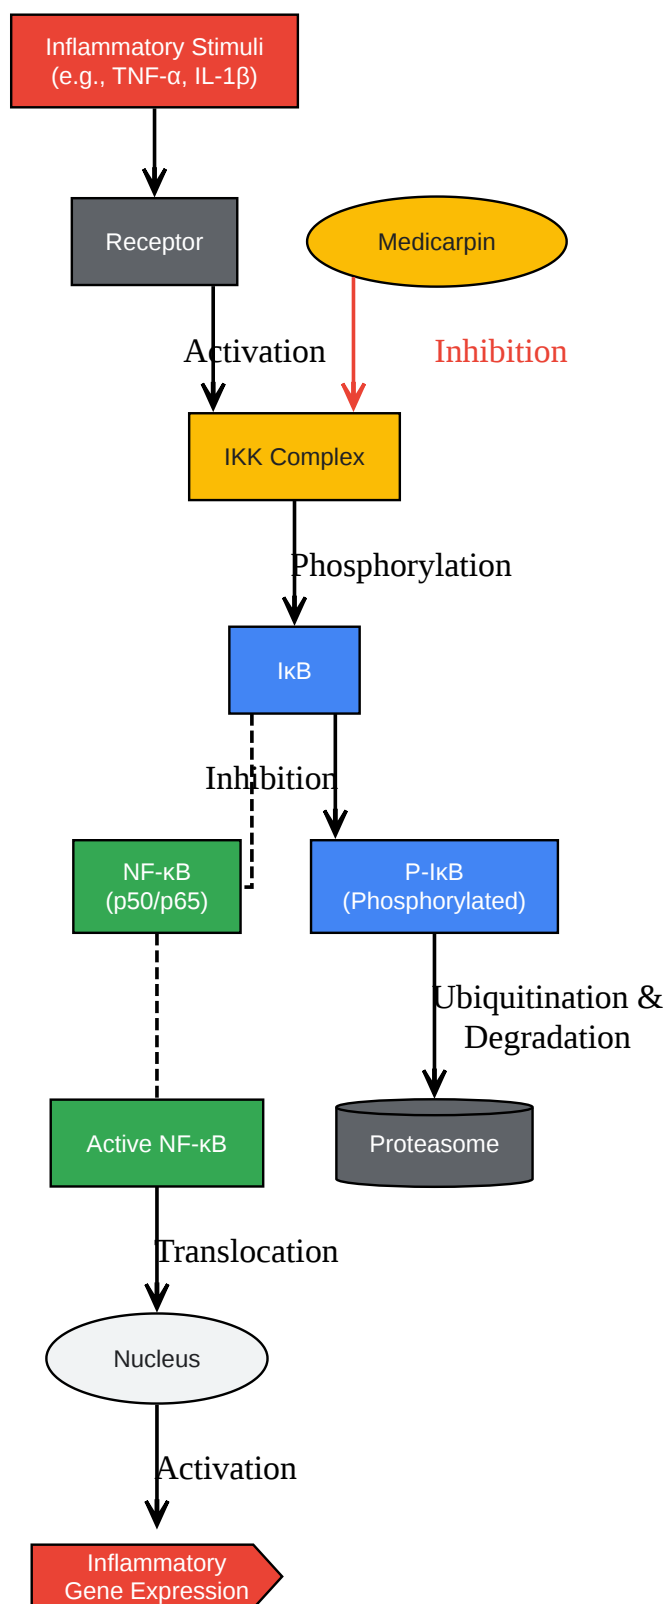 Inflammatory Stimuli
(e.g., TNF-α, IL-1β)
Receptor
Medicarpin
Activation
Inhibition
IKK Complex
Phosphorylation
IκB
Inhibition
NF-κB
(p50/p65)
P-IκB
(Phosphorylated)
Ubiquitination &
Degradation
Active NF-κB
Proteasome
Translocation
Nucleus
Activation
Inflammatory
Gene Expression